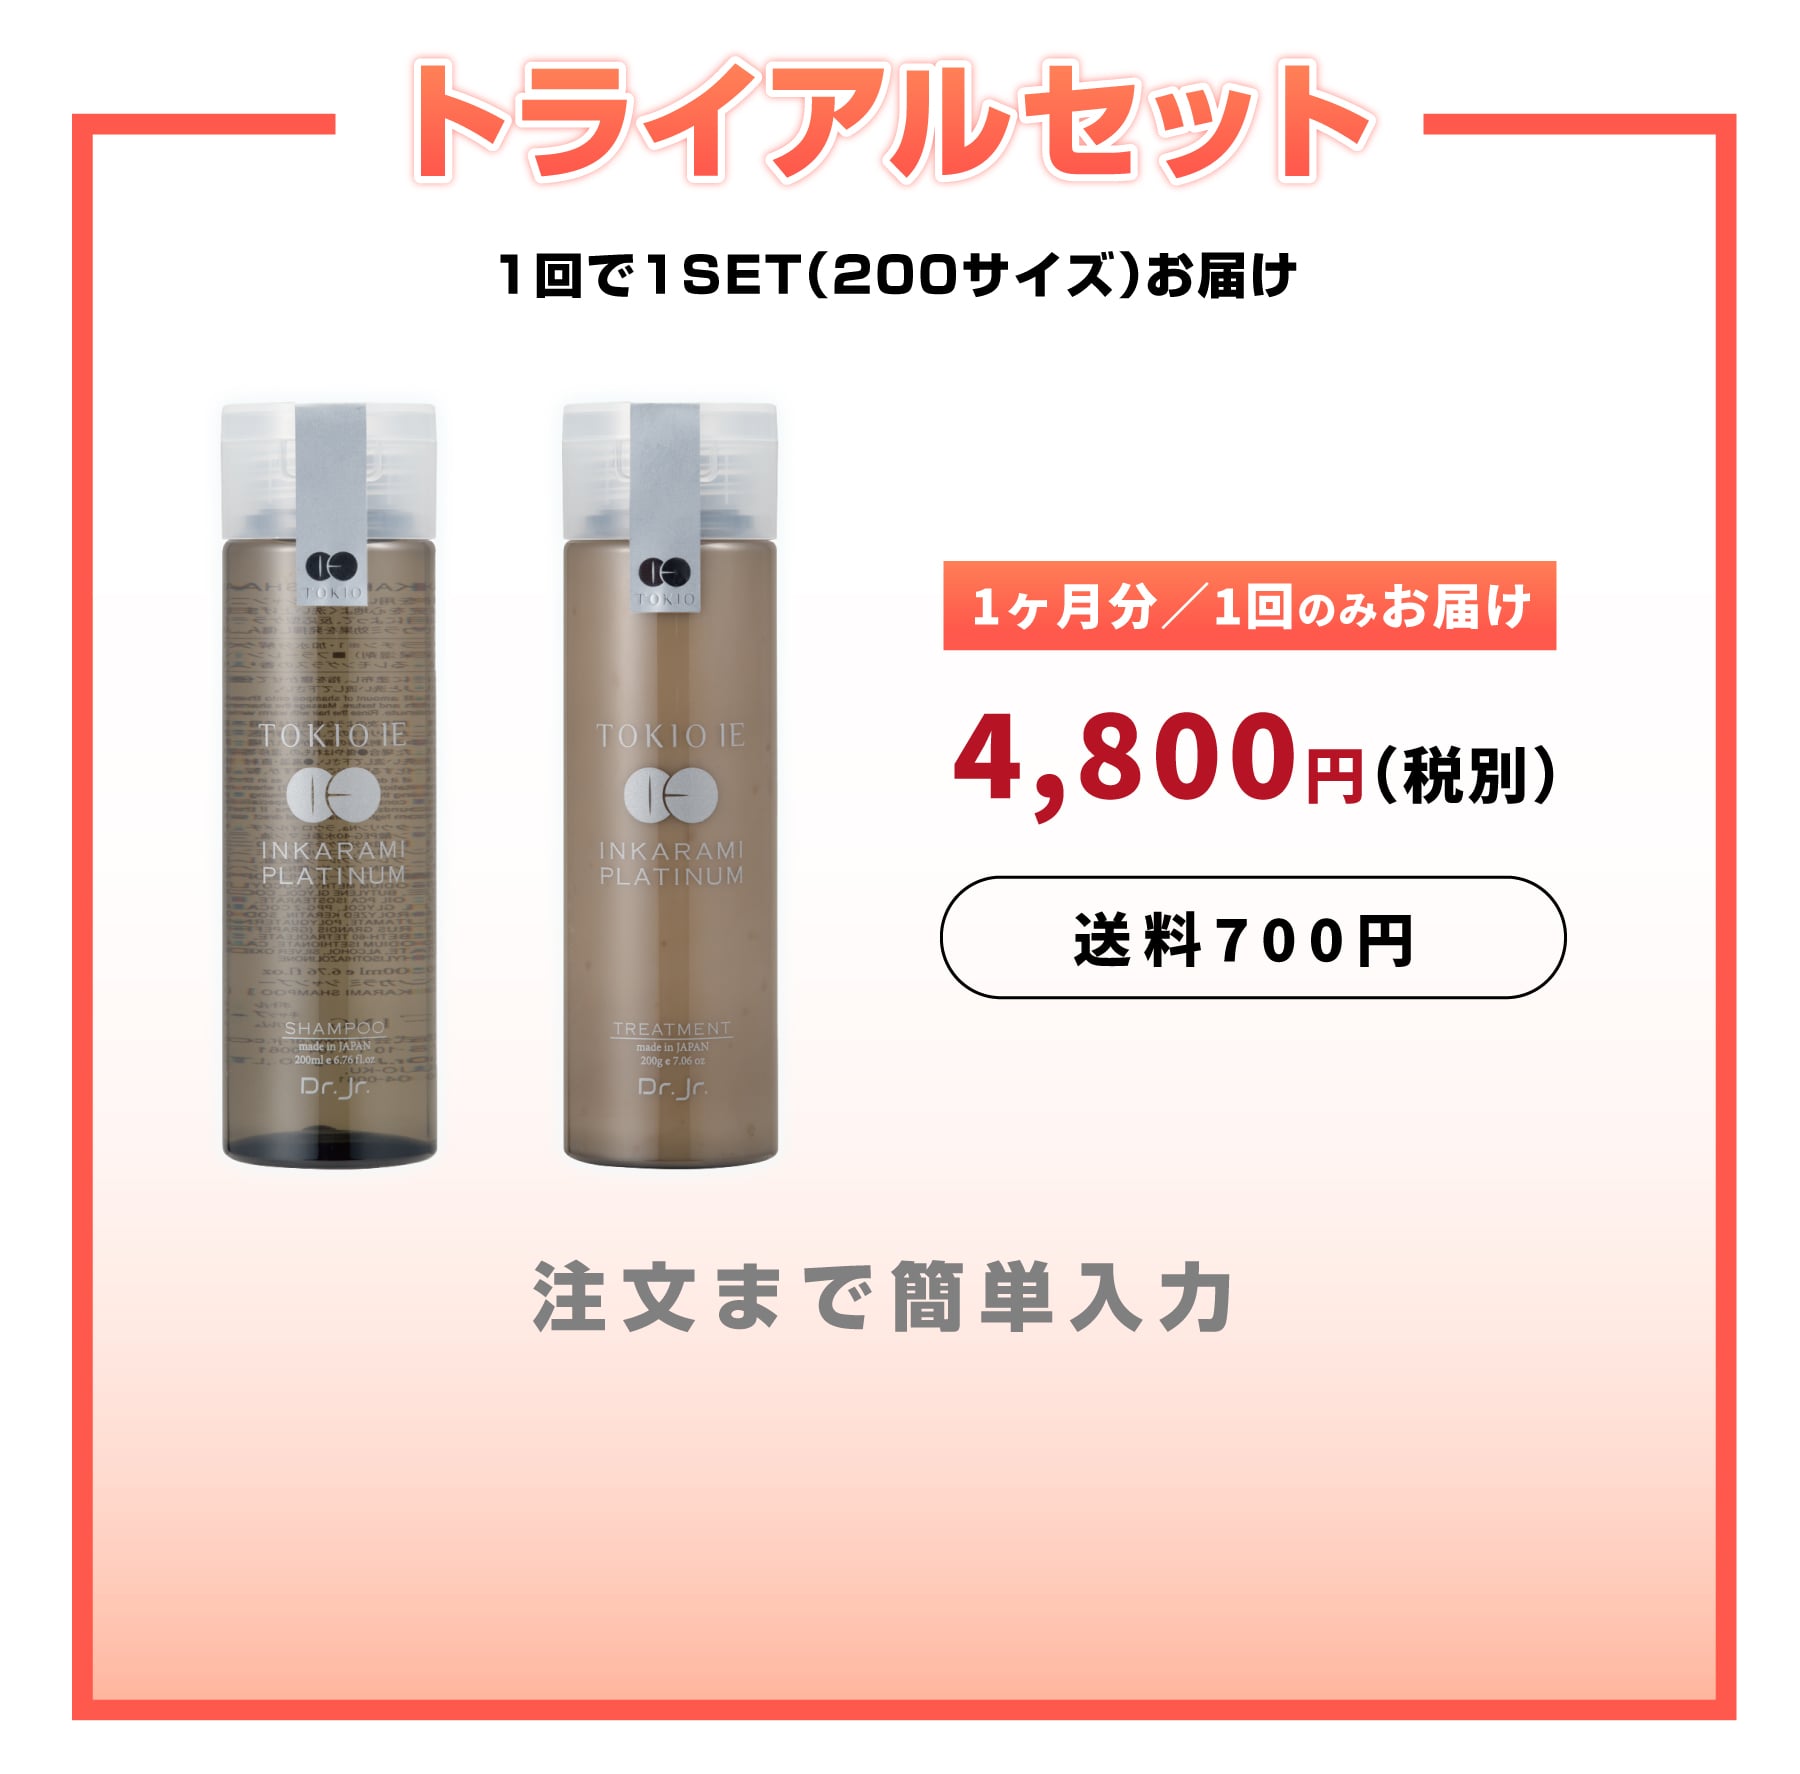 トライアルセット
1回で1SET(200サイズ)お届け
TOKIO
TOKIO IE
INKARAMI
PLATINUM
SHAMPOO
made in JAPAN
200ml e 6.76 fl.oz
Dr.Jr.
TOKIO
TOKIO IE
INKARAMI
PLATINUM
TREATMENT
made in JAPAN
200g e 7.06 oz
Dr.Jr.
1ヶ月分／1回のみお届け
4,800円(税別)
送料700円
注文まで簡単入力